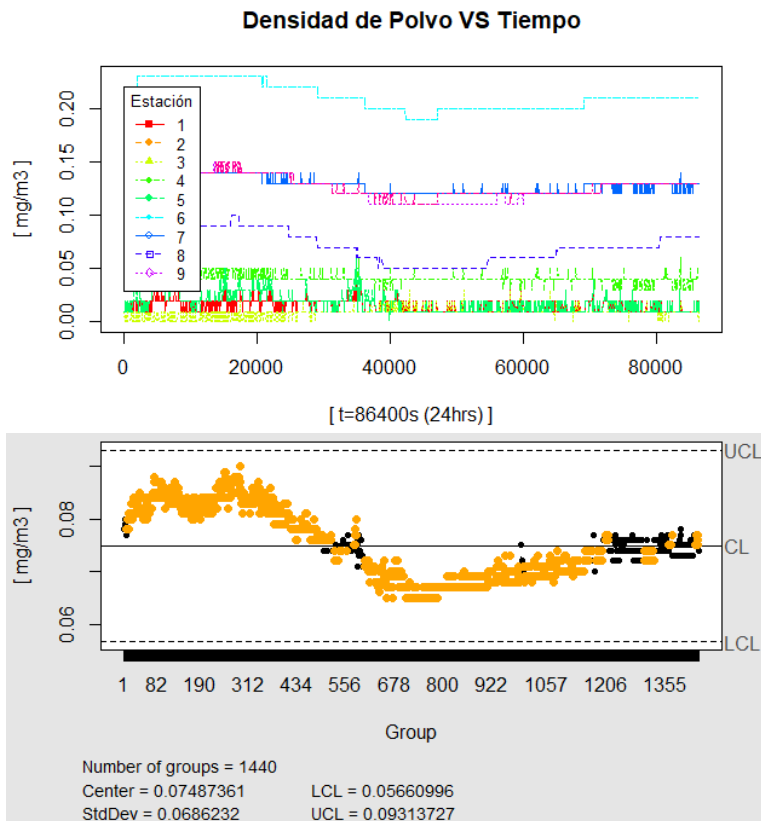 Densidad de Polvo VS Tiempo
[ mg/m3 ]
0.20
0.15
0.10
0.05
0.00
Estación
1
2
3
4
5
6
7
8
9
0 20000 40000 60000 80000
[ t=86400s (24hrs) ]
[ mg/m3 ]
0.08
0.06
UCL
CL
LCL
1 82 190 312 434 556 678 800 922 1057 1206 1355
Group
Number of groups = 1440
Center = 0.07487361 LCL = 0.05660996
StdDev = 0.0686232 UCL = 0.09313727